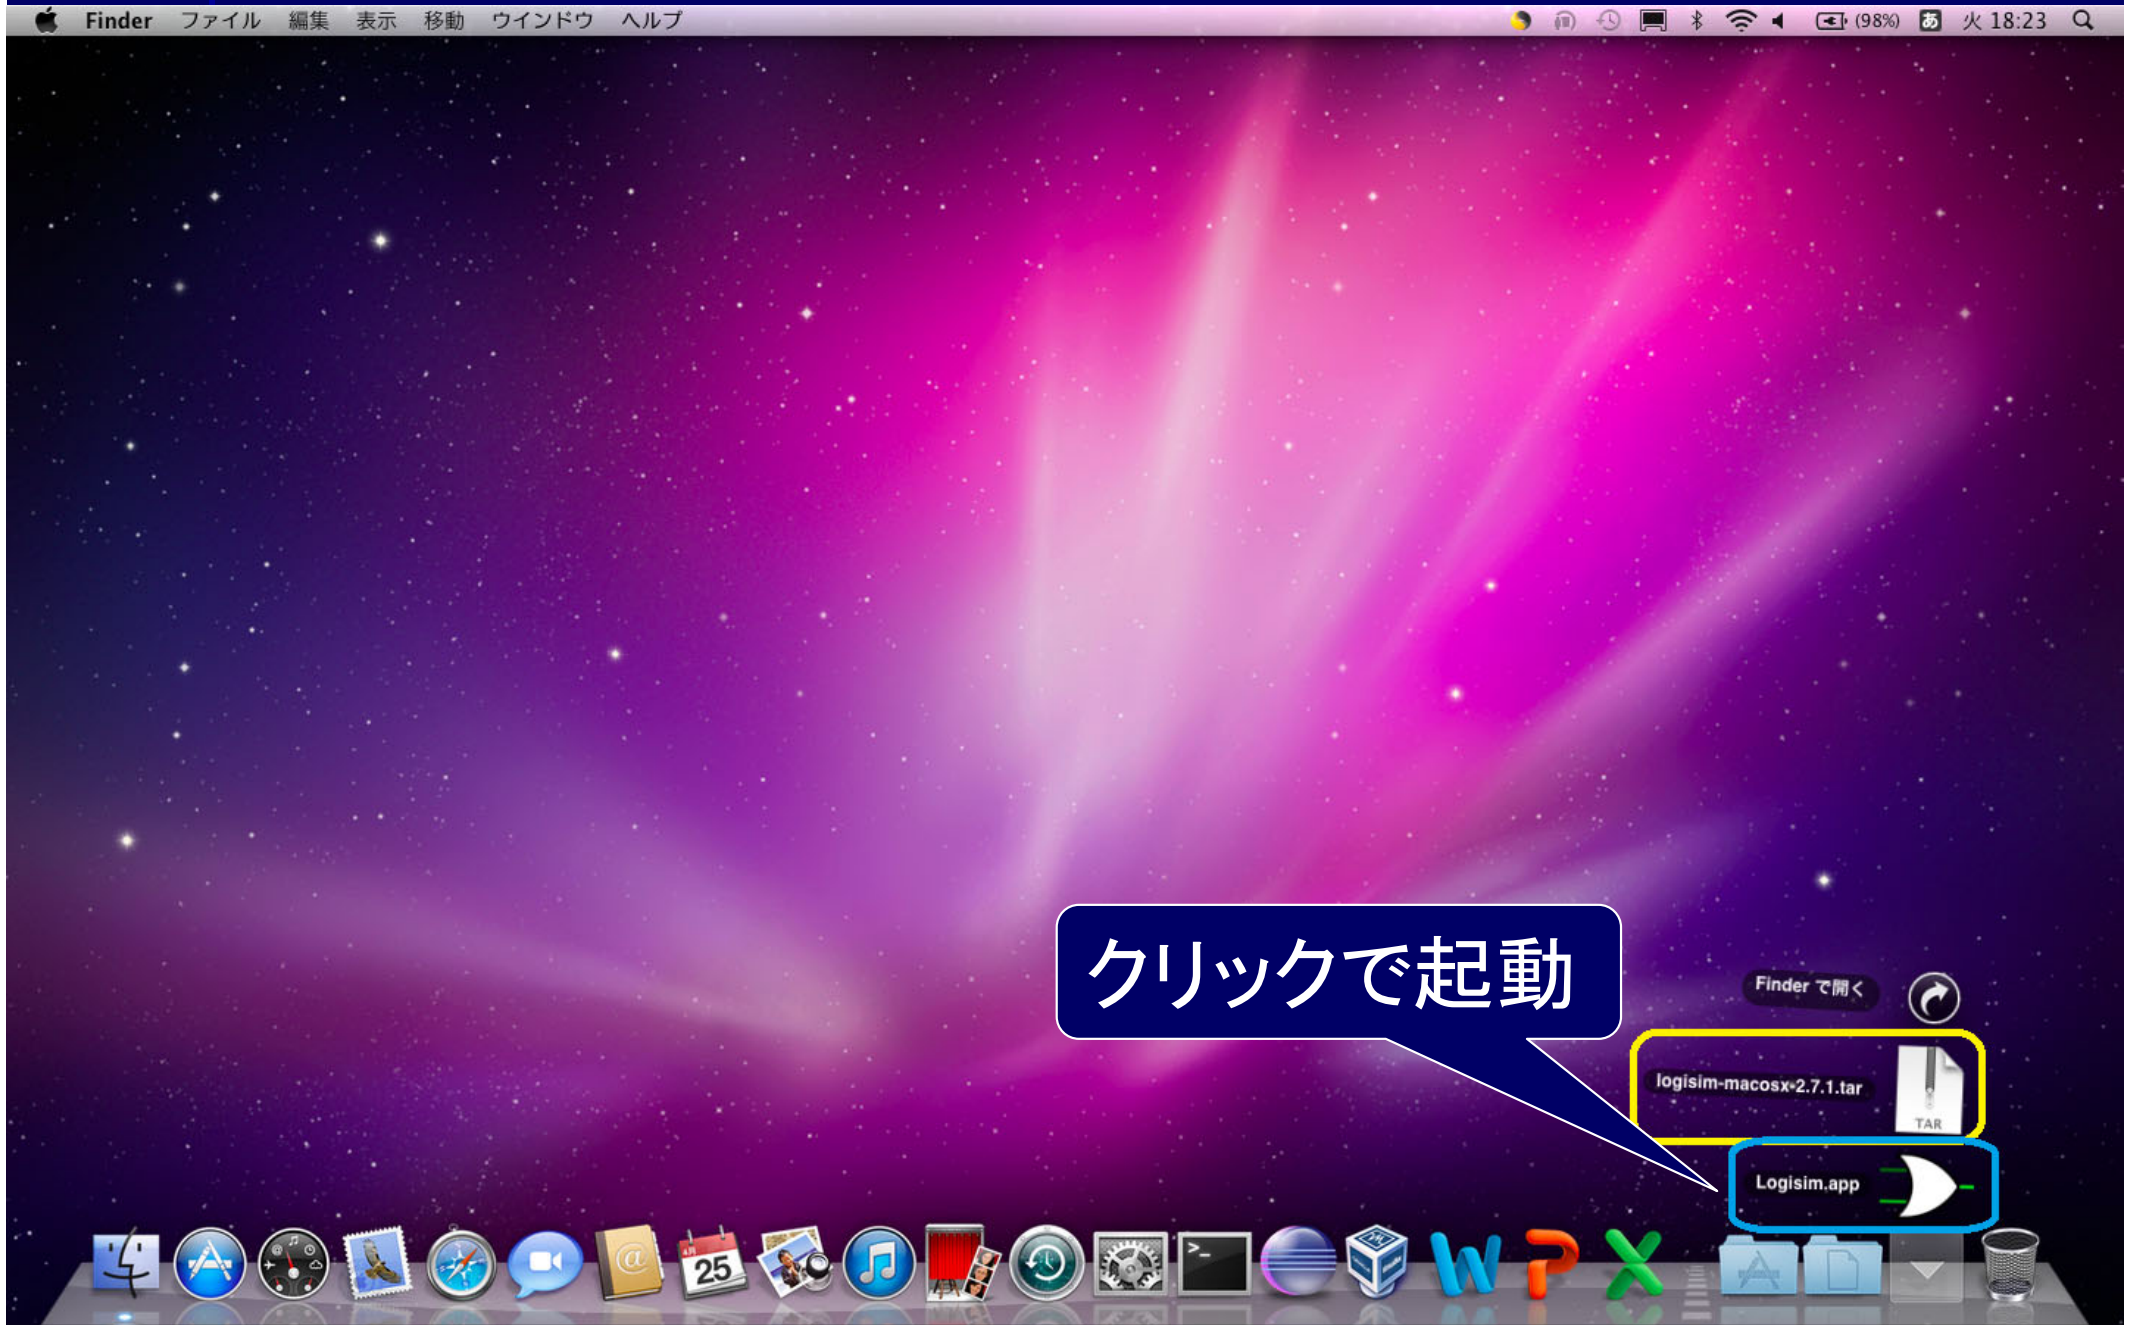 Finder ファイル 編集 表示 移動 ウインドウ ヘルプ (98%) あ 火 18:23
クリックで起動
Finder で開く
logisim-macosx-2.7.1.tar
TAR
Logisim.app
4月
25
@
>_
W P X